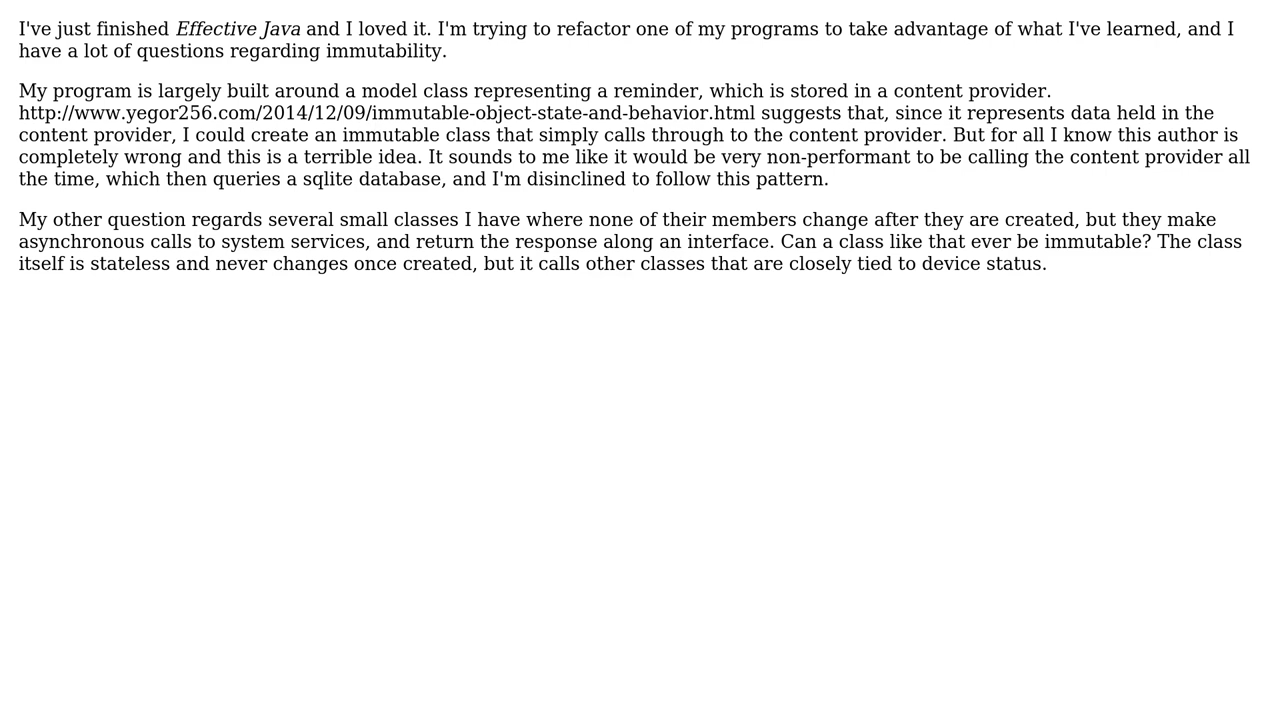 I've just finished Effective Java and I loved it. I'm trying to refactor one of my programs to take advantage of what I've learned, and I
have a lot of questions regarding immutability.
My program is largely built around a model class representing a reminder, which is stored in a content provider.
http://www.yegor256.com/2014/12/09/immutable-object-state-and-behavior.html suggests that, since it represents data held in the
content provider, I could create an immutable class that simply calls through to the content provider. But for all I know this author is
completely wrong and this is a terrible idea. It sounds to me like it would be very non-performant to be calling the content provider all
the time, which then queries a sqlite database, and I'm disinclined to follow this pattern.
My other question regards several small classes I have where none of their members change after they are created, but they make
asynchronous calls to system services, and return the response along an interface. Can a class like that ever be immutable? The class
itself is stateless and never changes once created, but it calls other classes that are closely tied to device status.